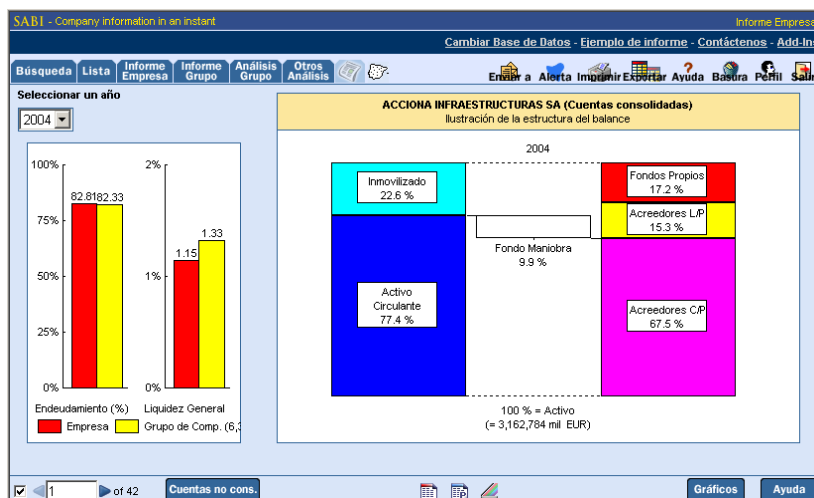 SABI - Company information in an instant
Informe Empresa
Cambiar Base de Datos - Ejemplo de informe - Contáctenos - Add-Ins
Búsqueda Lista Informe Empresa Informe Grupo Análisis Grupo Otros Análisis
Enviar a Alerta Imprimir Exportar Ayuda Basura Perfil Salir
Seleccionar un año
2004
ACCIONA INFRAESTRUCTURAS SA (Cuentas consolidadas)
Ilustración de la estructura del balance
100%
75%
50%
25%
0%
82.81 82.33
Endeudamiento (%)
2%
1%
0%
1.15
1.33
Liquidez General
Empresa
Grupo de Comp. (6,
2004
Inmovilizado
22.6 %
Activo
Circulante
77.4 %
Fondo Maniobra
9.9 %
Fondos Propios
17.2 %
Acreedores L/P
15.3 %
Acreedores C/P
67.5 %
100 % = Activo
(= 3,162,784 mil EUR)
1 of 42
Cuentas no cons.
Gráficos
Ayuda